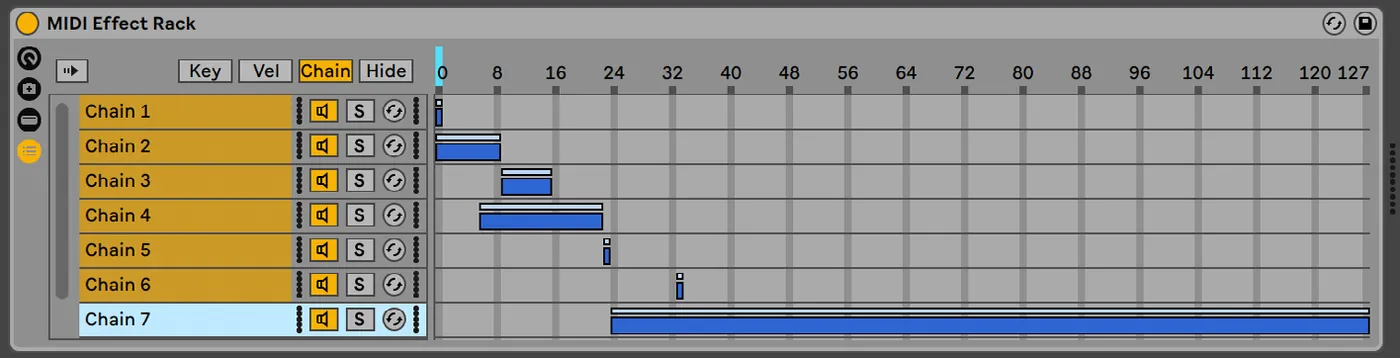 MIDI Effect Rack
Key Vel Chain Hide 0 8 16 24 32 40 48 56 64 72 80 88 96 104 112 120 127
Chain 1 S
Chain 2 S
Chain 3 S
Chain 4 S
Chain 5 S
Chain 6 S
Chain 7 S